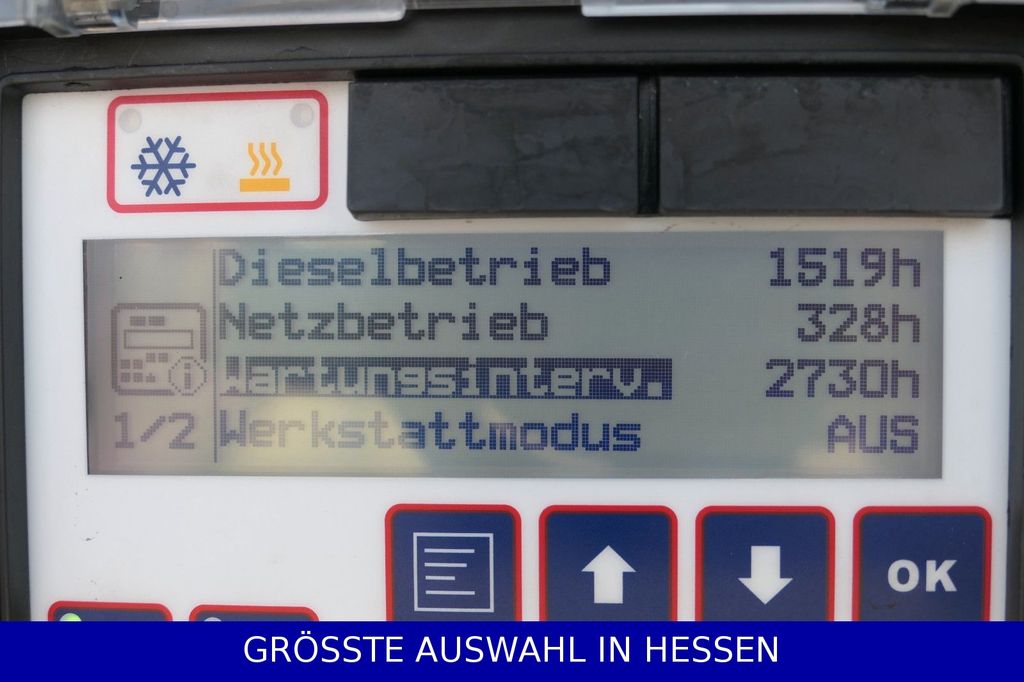 Dieselbetrieb 1519h
Netzbetrieb 328h
Wartungsinterv. 2730h
1/2 Werkstattmodus AUS
OK
GRÖSSTE AUSWAHL IN HESSEN